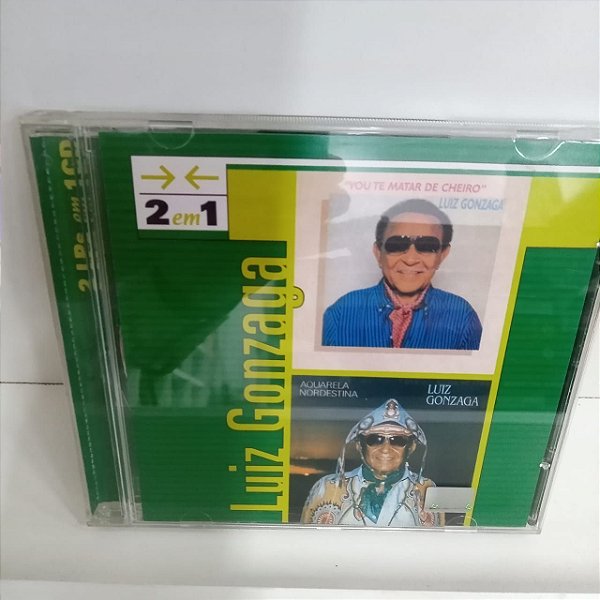 2 LPs em 1 CD
2 em 1
Luiz Gonzaga
"VOU TE MATAR DE CHEIRO"
LUIZ GONZAGA
AQUARELA
NORDESTINA
LUIZ
GONZAGA